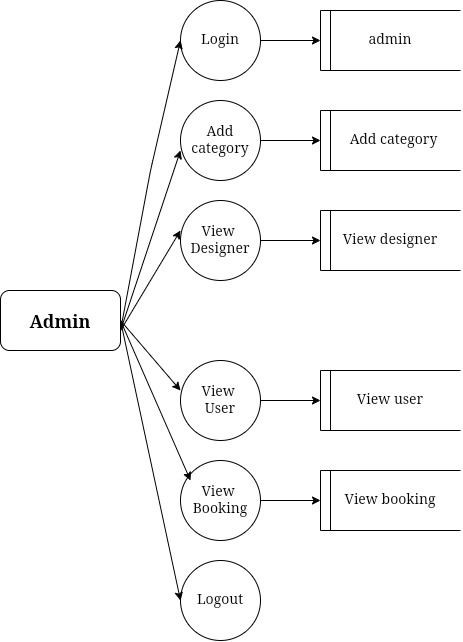 Login
admin
Add
category
Add category
View
Designer
View designer
Admin
View
User
View user
View
Booking
View booking
Logout